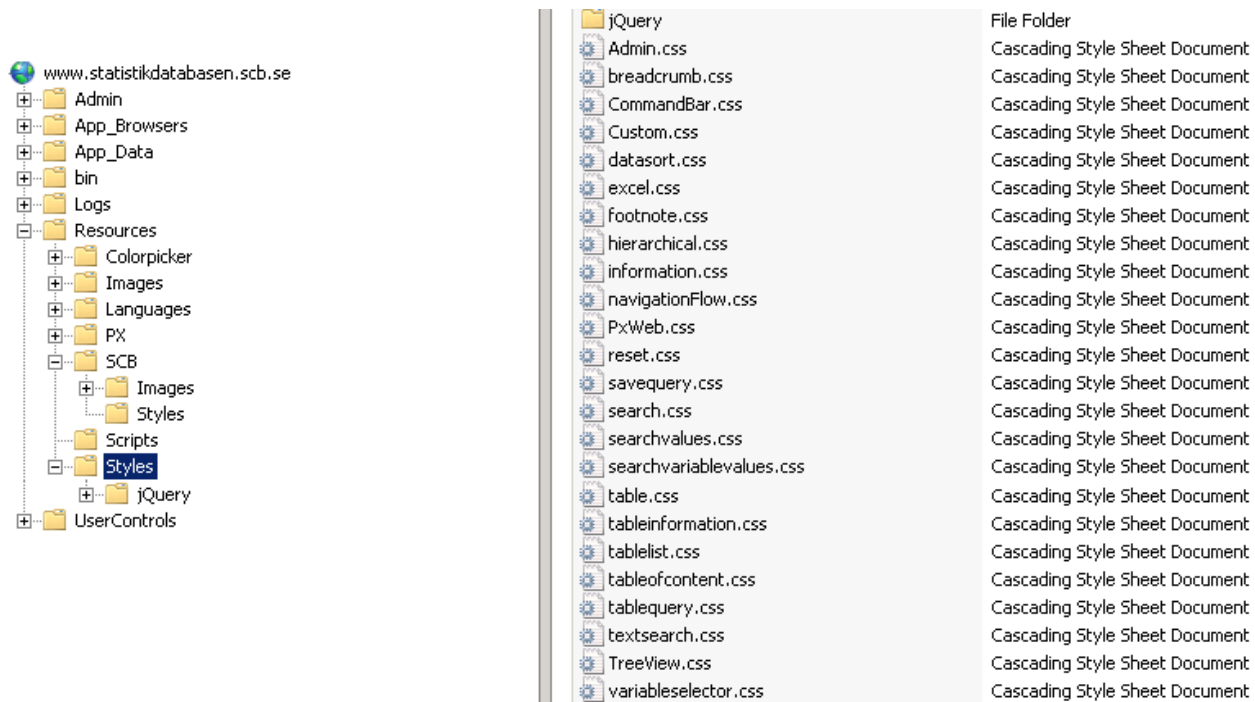 www.statistikdatabasen.scb.se
Admin
App_Browsers
App_Data
bin
Logs
Resources
Colorpicker
Images
Languages
PX
SCB
Images
Styles
Scripts
Styles
jQuery
UserControls
jQuery File Folder
Admin.css Cascading Style Sheet Document
breadcrumb.css Cascading Style Sheet Document
CommandBar.css Cascading Style Sheet Document
Custom.css Cascading Style Sheet Document
datasort.css Cascading Style Sheet Document
excel.css Cascading Style Sheet Document
footnote.css Cascading Style Sheet Document
hierarchical.css Cascading Style Sheet Document
information.css Cascading Style Sheet Document
navigationFlow.css Cascading Style Sheet Document
PxWeb.css Cascading Style Sheet Document
reset.css Cascading Style Sheet Document
savequery.css Cascading Style Sheet Document
search.css Cascading Style Sheet Document
searchvalues.css Cascading Style Sheet Document
searchvariablevalues.css Cascading Style Sheet Document
table.css Cascading Style Sheet Document
tableinformation.css Cascading Style Sheet Document
tablelist.css Cascading Style Sheet Document
tableofcontent.css Cascading Style Sheet Document
tablequery.css Cascading Style Sheet Document
textsearch.css Cascading Style Sheet Document
TreeView.css Cascading Style Sheet Document
variableselector.css Cascading Style Sheet Document